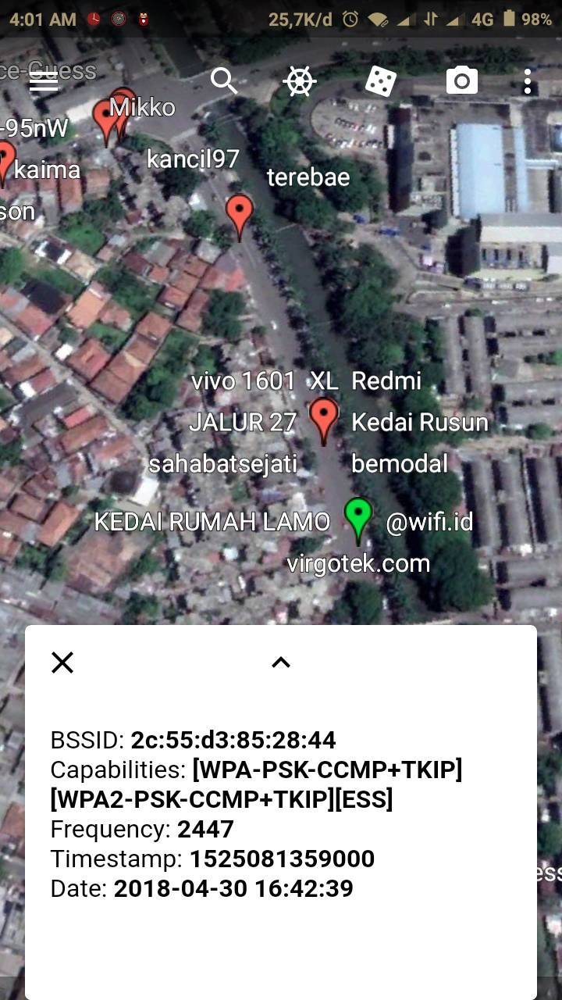 4:01 AM 25,7K/d 4G 98%
ce-Guess
Mikko
-95nW
kancil97
kaima
terebae
son
vivo 1601 XL Redmi
JALUR 27 Kedai Rusun
sahabatsejati bemodal
KEDAI RUMAH LAMO @wifi.id
virgotek.com
BSSID: 2c:55:d3:85:28:44
Capabilities: [WPA-PSK-CCMP+TKIP]
[WPA2-PSK-CCMP+TKIP][ESS]
Frequency: 2447
Timestamp: 1525081359000
ess
Date: 2018-04-30 16:42:39